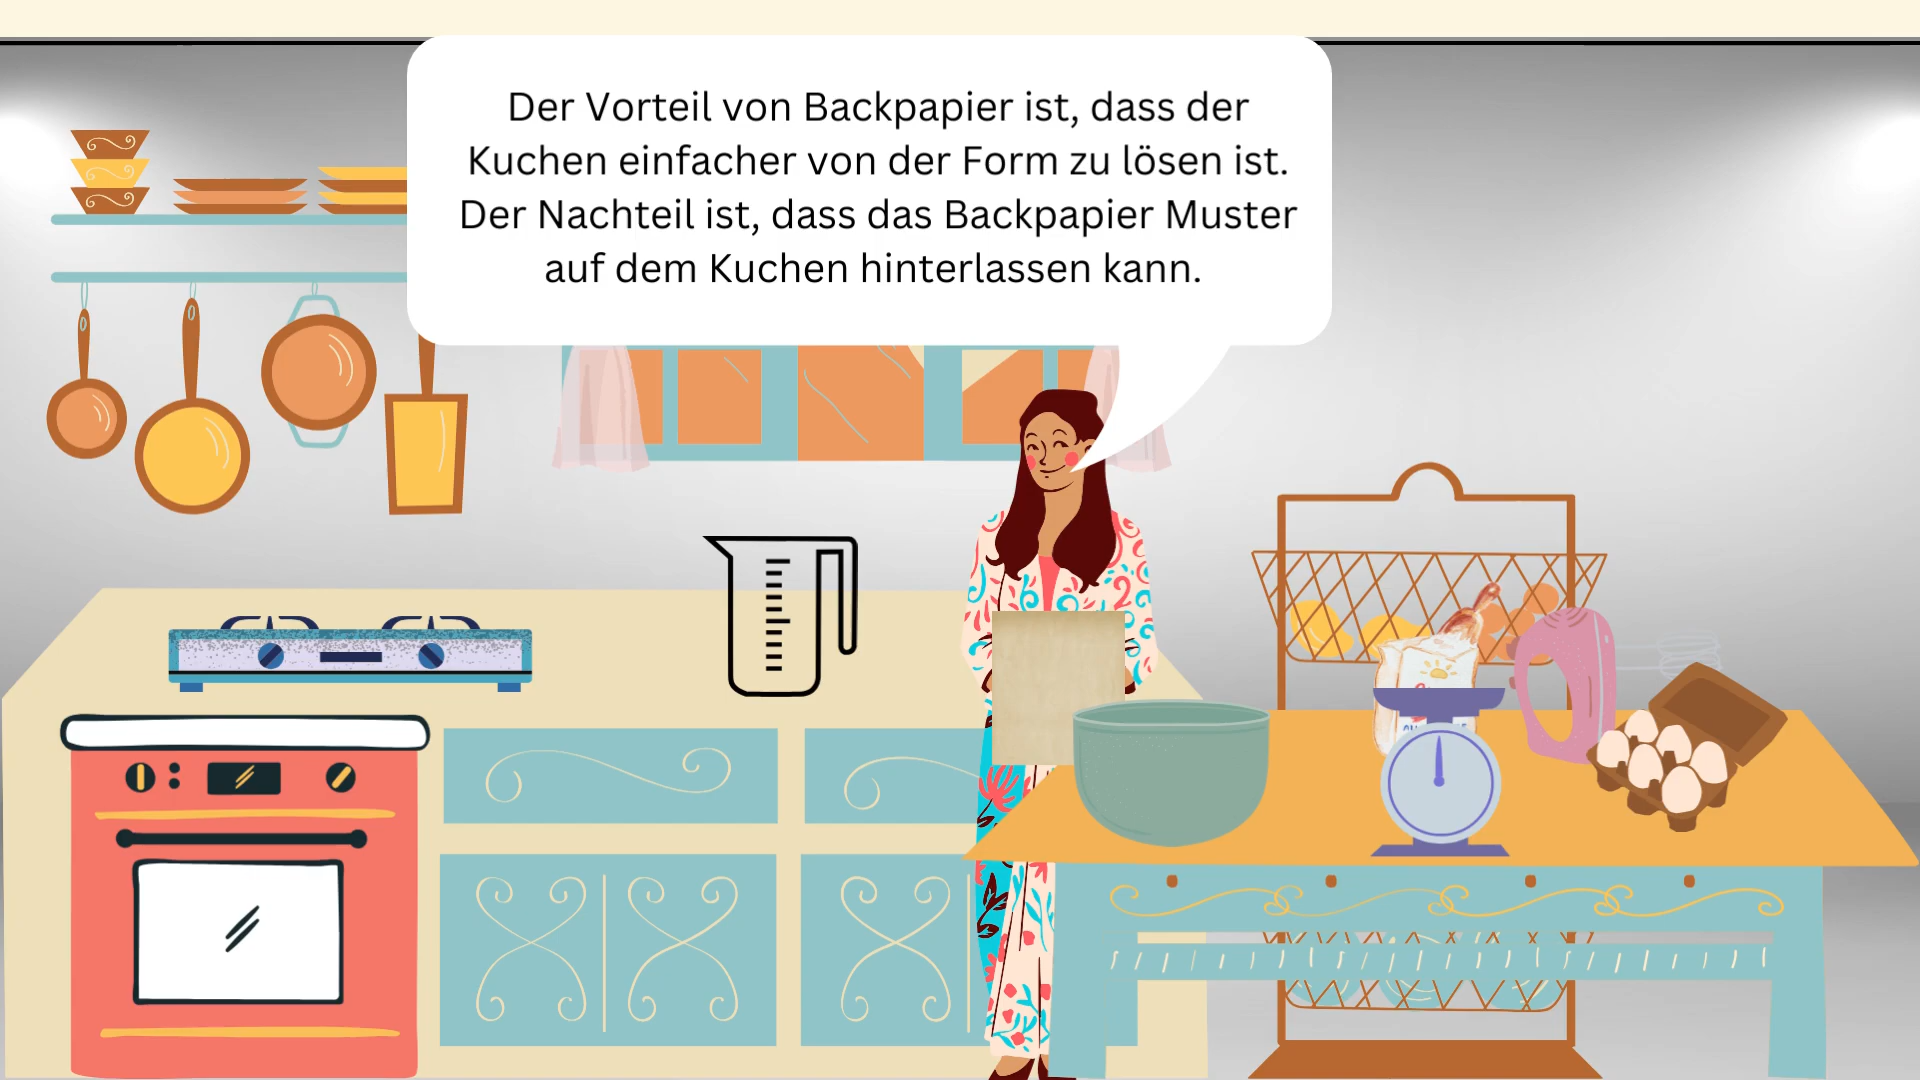 Der Vorteil von Backpapier ist, dass der
Kuchen einfacher von der Form zu lösen ist.
Der Nachteil ist, dass das Backpapier Muster
auf dem Kuchen hinterlassen kann.